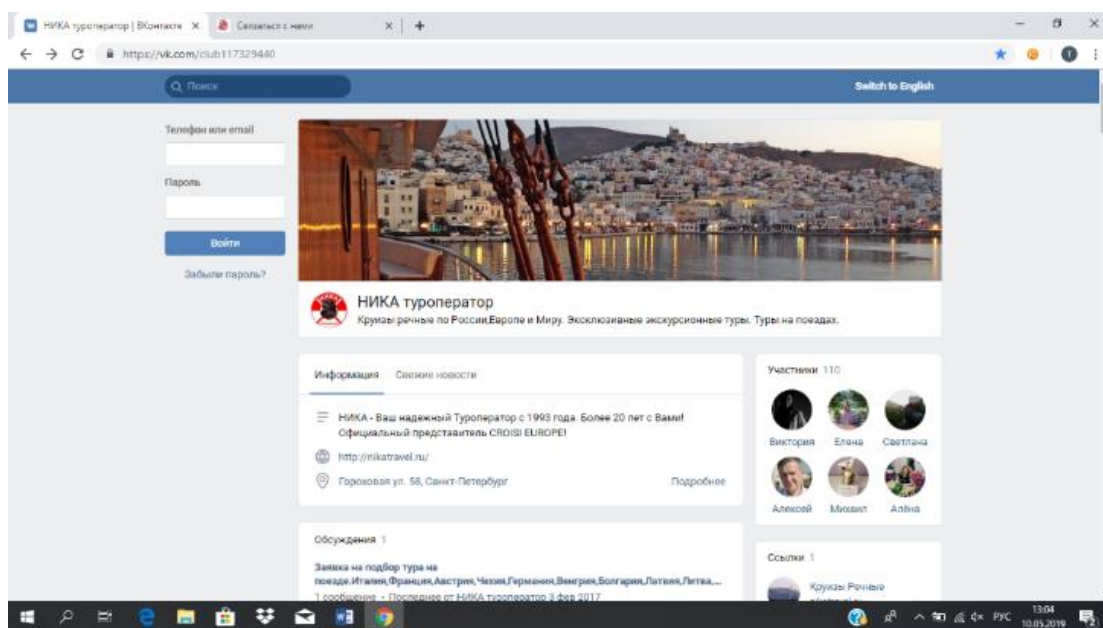 НИКА туроператор | ВКонтакте
Связаться с нами
https://vk.com/club117329440
Поиск
Switch to English
Телефон или email
Пароль
Войти
Забыли пароль?
НИКА туроператор
Круизы речные по России,Европе и Миру. Эксклюзивные экскурсионные туры. Туры на поездах.
Информация Свежие новости
НИКА - Ваш надежный Туроператор с 1993 года. Более 20 лет с Вами!
Официальный представитель CROISI EUROPE!
http://nikatravel.ru/
Гороховая ул. 58, Санкт-Петербург
Подробнее
Обсуждения 1
Заявка на подбор тура на
поезде.Италия,Франция,Австрия,Чехия,Германия,Венгрия,Болгария,Латвия,Литва,...
1 сообщение • Последнее от НИКА туроператор 3 фев 2017
Участники 110
Виктория Елена Светлана
Алексей Михаил Алёна
Ссылки 1
Круизы Речные
nikatravel.ru
РУС
13:04
10.05.2019